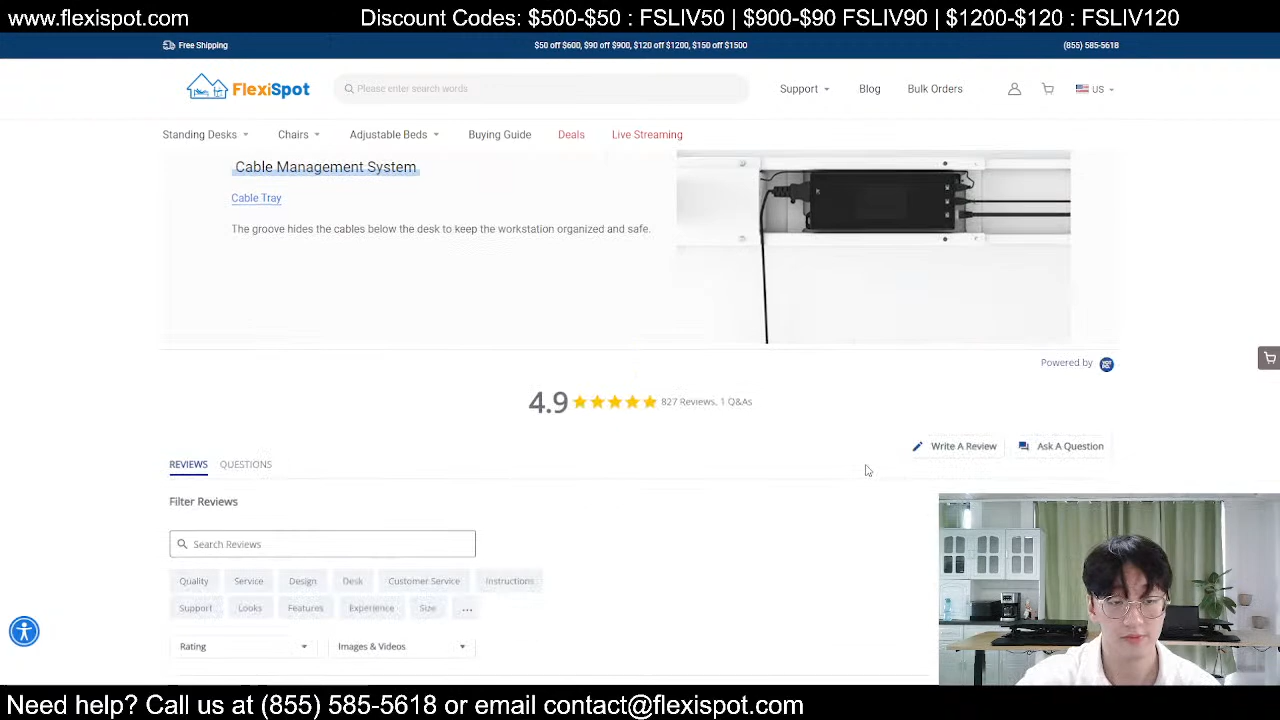 www.flexispot.com
Discount Codes: $500-$50 : FSLIV50 | $900-$90 FSLIV90 | $1200-$120 : FSLIV120
Free Shipping
$50 off $600, $90 off $900, $120 off $1200, $150 off $1500
(855) 585-5618
FlexiSpot
Please enter search words
Support
Blog
Bulk Orders
US
Standing Desks
Chairs
Adjustable Beds
Buying Guide
Deals
Live Streaming
Cable Management System
Cable Tray
The groove hides the cables below the desk to keep the workstation organized and safe.
Powered by
4.9
827 Reviews, 1 Q&As
Write A Review
Ask A Question
REVIEWS
QUESTIONS
Filter Reviews
Search Reviews
Quality
Service
Design
Desk
Customer Service
Instructions
Support
Looks
Features
Experience
Size
...
Rating
Images & Videos
Need help? Call us at (855) 585-5618 or email contact@flexispot.com